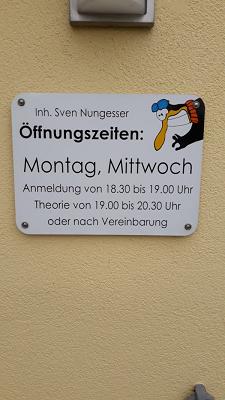 Inh. Sven Nungesser
Öffnungszeiten:
Montag, Mittwoch
Anmeldung von 18.30 bis 19.00 Uhr
Theorie von 19.00 bis 20.30 Uhr
oder nach Vereinbarung